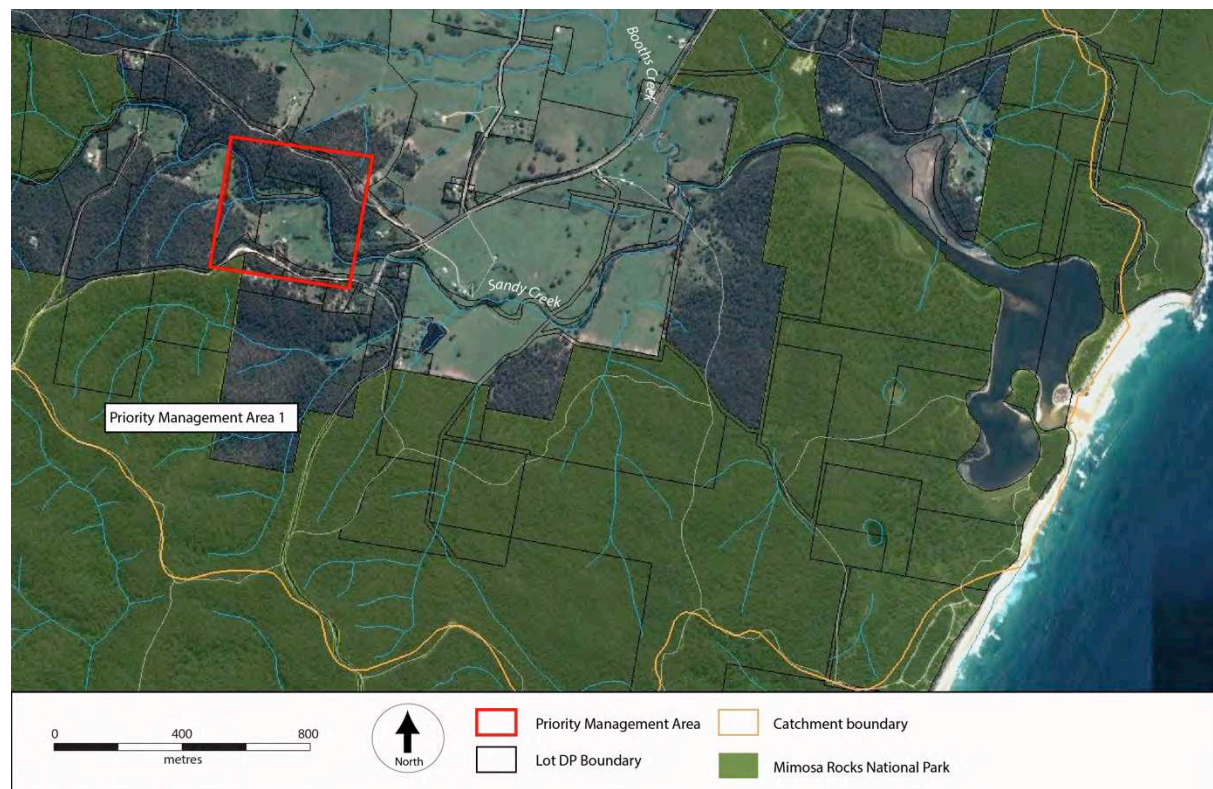 Booths Creek
Sandy Creek
Priority Management Area 1
0 400 800
metres
North
Priority Management Area
Lot DP Boundary
Catchment boundary
Mimosa Rocks National Park